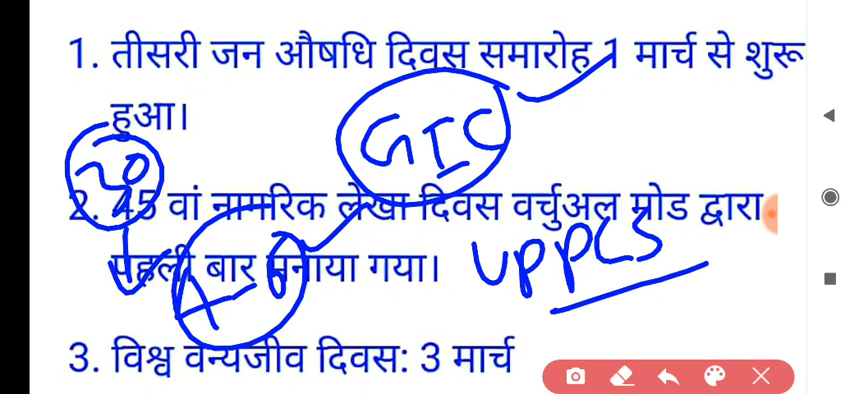 1. तीसरी जन औषधि दिवस समारोह 1 मार्च से शुरू
हुआ।
GIC
30
2. 45 वां नागरिक लेखा दिवस वर्चुअल मोड द्वारा
पहली बार मनाया गया।
UPPCS
3. विश्व वन्यजीव दिवस: 3 मार्च